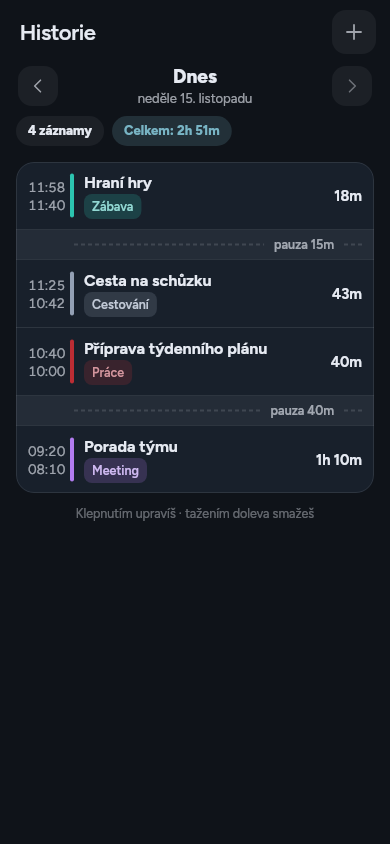 Historie
Dnes
neděle 15. listopadu
4 záznamy
Celkem: 2h 51m
11:58
11:40
Hraní hry
Zábava
18m
pauza 15m
11:25
10:42
Cesta na schůzku
Cestování
43m
10:40
10:00
Příprava týdenního plánu
Práce
40m
pauza 40m
09:20
08:10
Porada týmu
Meeting
1h 10m
Klepnutím upravíš · tažením doleva smažeš